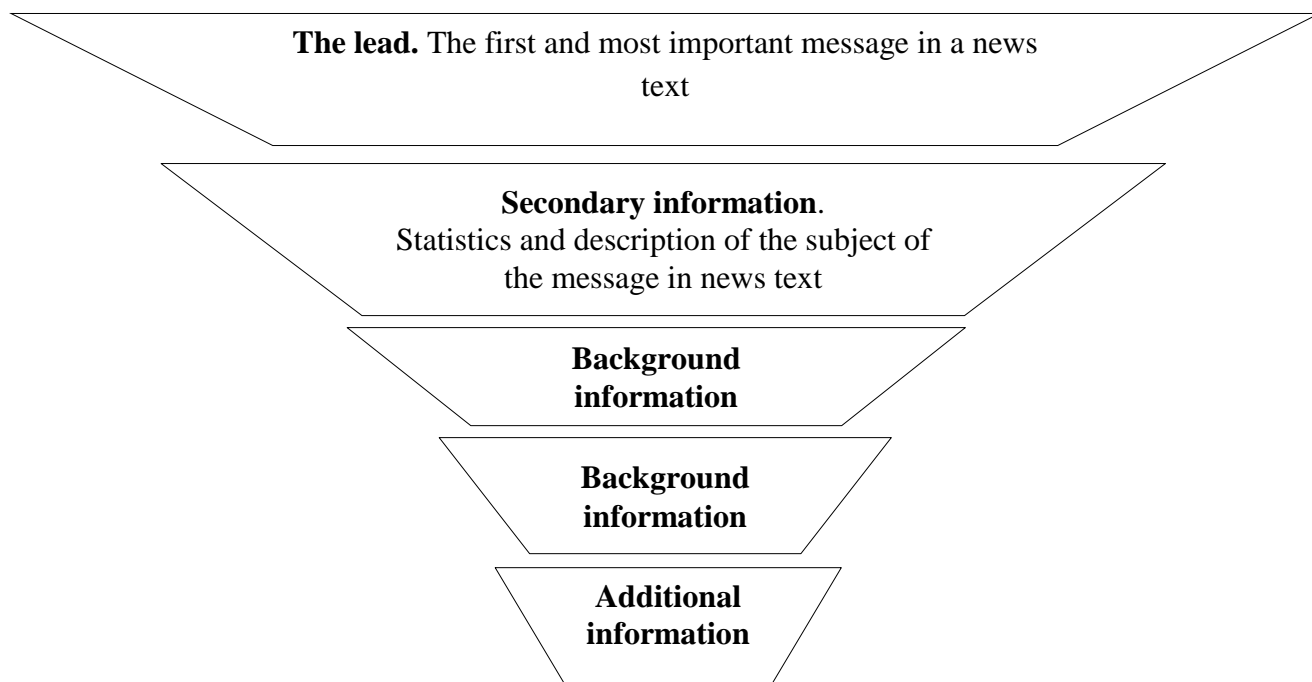 The lead. The first and most important message in a news
text
Secondary information.
Statistics and description of the subject of
the message in news text
Background
information
Background
information
Additional
information